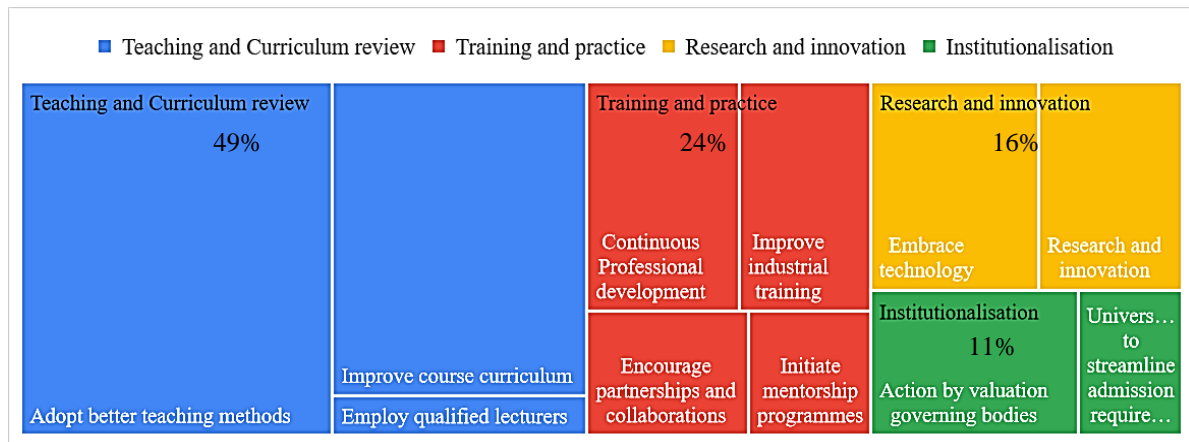 Teaching and Curriculum review Training and practice Research and innovation Institutionalisation
Teaching and Curriculum review
49%
Adopt better teaching methods
Improve course curriculum
Employ qualified lecturers
Training and practice
24%
Continuous
Professional
development
Improve
industrial
training
Encourage
partnerships and
collaborations
Initiate
mentorship
programmes
Research and innovation
16%
Embrace
technology
Research and
innovation
Institutionalisation
11%
Action by valuation
governing bodies
Univers…
to
streamline
admission
require…